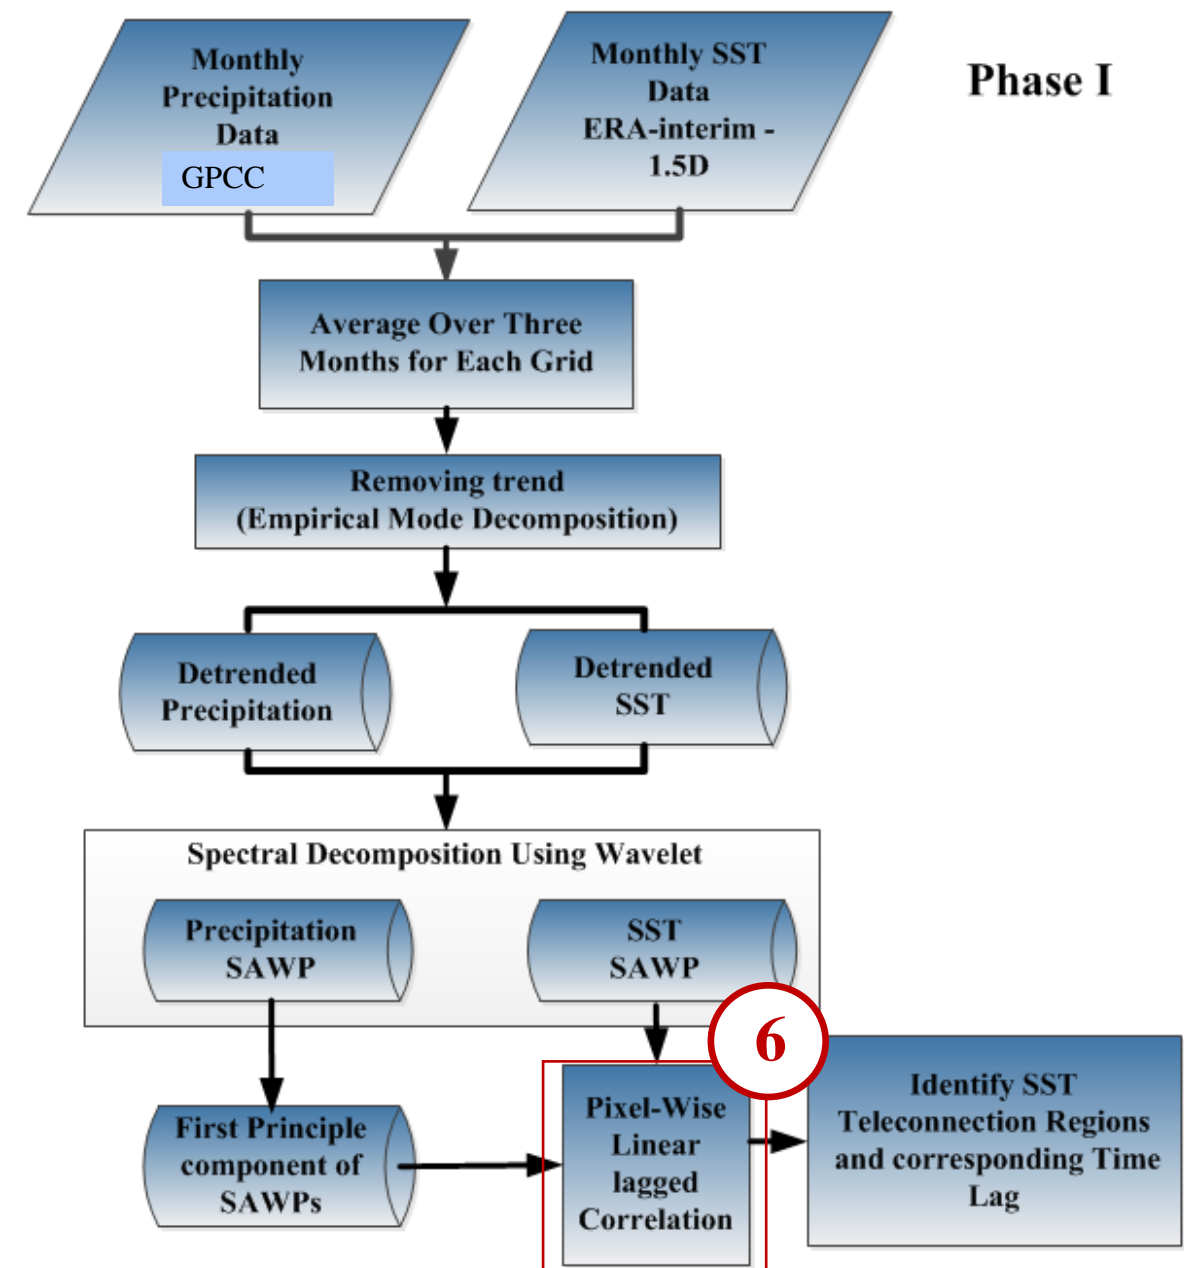 Monthly
Precipitation
Data
GPCC
Monthly SST
Data
ERA-interim -
1.5D
Phase I
Average Over Three
Months for Each Grid
Removing trend
(Empirical Mode Decomposition)
Detrended
Precipitation
Detrended
SST
Spectral Decomposition Using Wavelet
Precipitation
SAWP
SST
SAWP
6
First Principle
component of
SAWPs
Pixel-Wise
Linear
lagged
Correlation
Identify SST
Teleconnection Regions
and corresponding Time
Lag